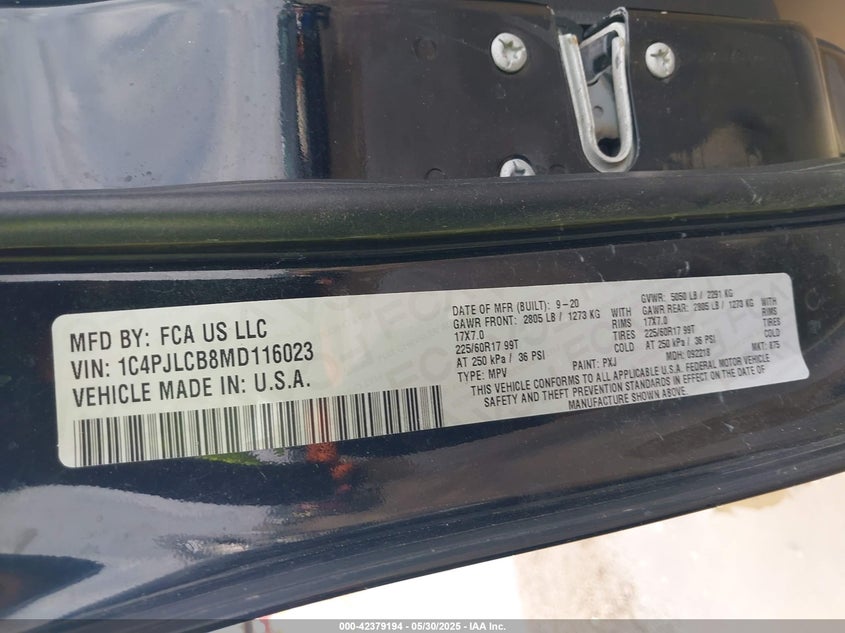 MFD BY: FCA US LLC
VIN: 1C4PJLCB8MD116023
VEHICLE MADE IN: U.S.A.
DATE OF MFR (BUILT): 9-20 GVWR: 5050 LB / 2291 KG
GAWR FRONT: 2805 LB / 1273 KG WITH GAWR REAR: 2805 LB / 1273 KG WITH
17X7.0 RIMS 17X7.0 RIMS
225/60R17 99T TIRES 225/60R17 99T TIRES
AT 250 kPa / 36 PSI COLD AT 250 kPa / 36 PSI COLD
TYPE: MPV PAINT: PXJ MDH: 092218 MKT: 875
THIS VEHICLE CONFORMS TO ALL APPLICABLE U.S.A. FEDERAL MOTOR VEHICLE
SAFETY AND THEFT PREVENTION STANDARDS IN EFFECT ON THE DATE OF
MANUFACTURE SHOWN ABOVE.
000-42379194 - 05/30/2025 - IAA Inc.